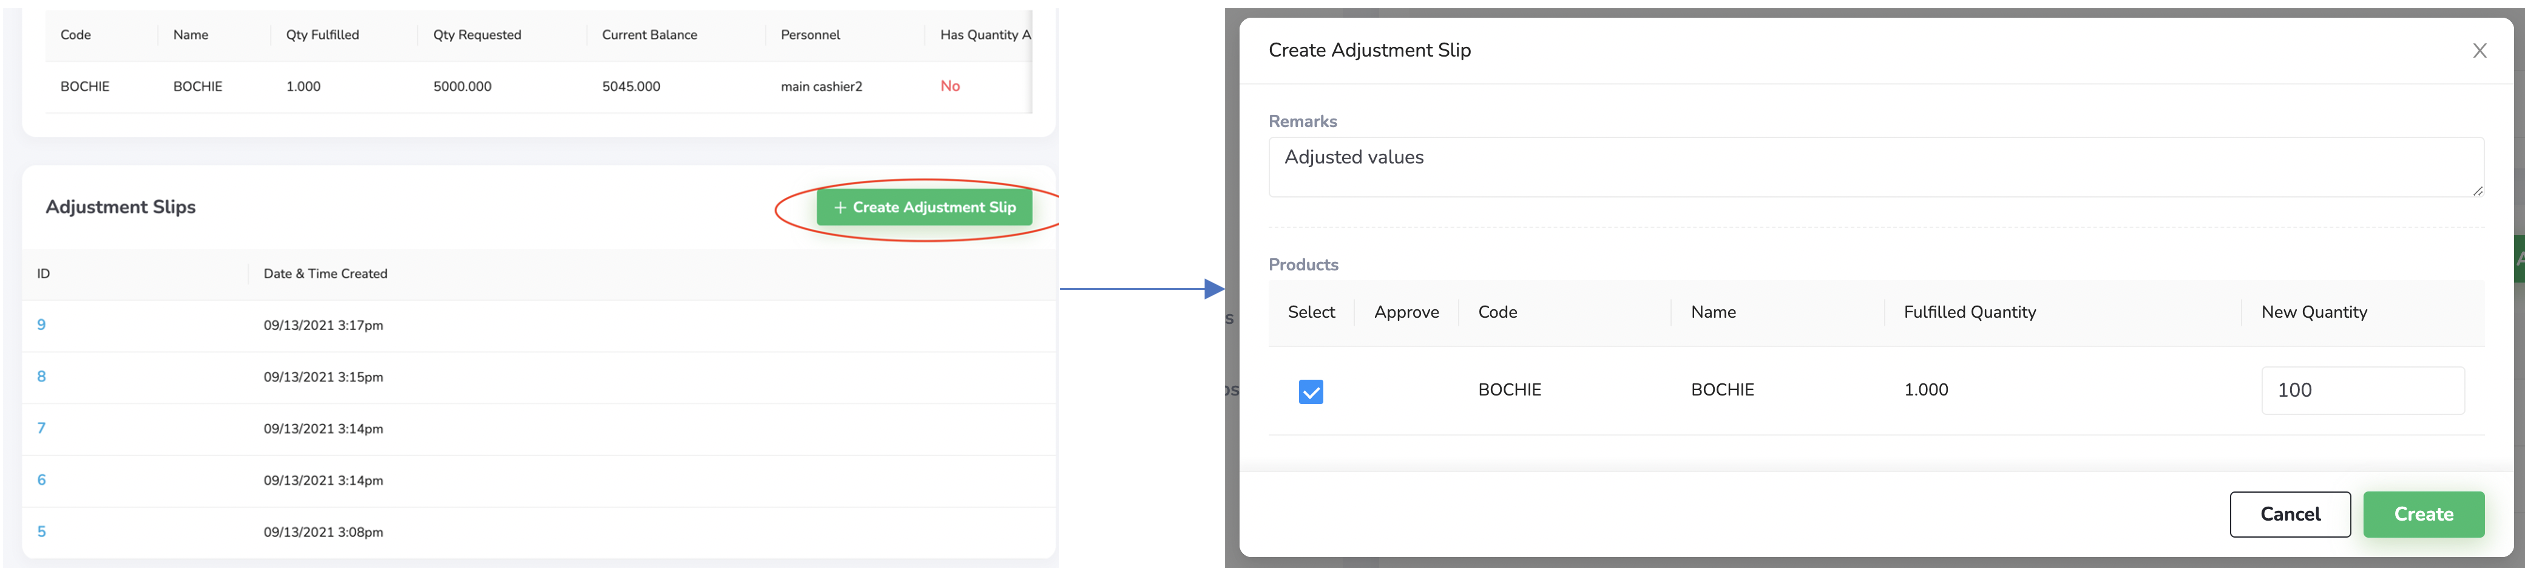 Code Name Qty Fulfilled Qty Requested Current Balance Personnel Has Quantity A
BOCHIE BOCHIE 1.000 5000.000 5045.000 main cashier2 No
Adjustment Slips
+ Create Adjustment Slip
ID Date & Time Created
9 09/13/2021 3:17pm
8 09/13/2021 3:15pm
7 09/13/2021 3:14pm
6 09/13/2021 3:14pm
5 09/13/2021 3:08pm
Create Adjustment Slip
Remarks
Adjusted values
Products
Select Approve Code Name Fulfilled Quantity New Quantity
BOCHIE BOCHIE 1.000 100
Cancel Create